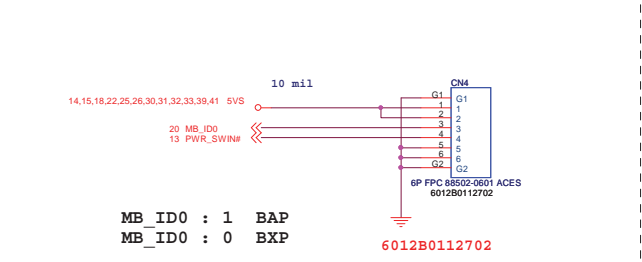 10 mil
CN4
14,15,18,22,25,26,30,31,32,33,39,41 5VS
G1 G1
1 1
2 2
20 MB_ID0 3 3
13 PWR_SWIN# 4 4
5 5
6 6
G2 G2
6P FPC 88502-0601 ACES
6012B0112702
MB_ID0 : 1 BAP
MB_ID0 : 0 BXP
6012B0112702